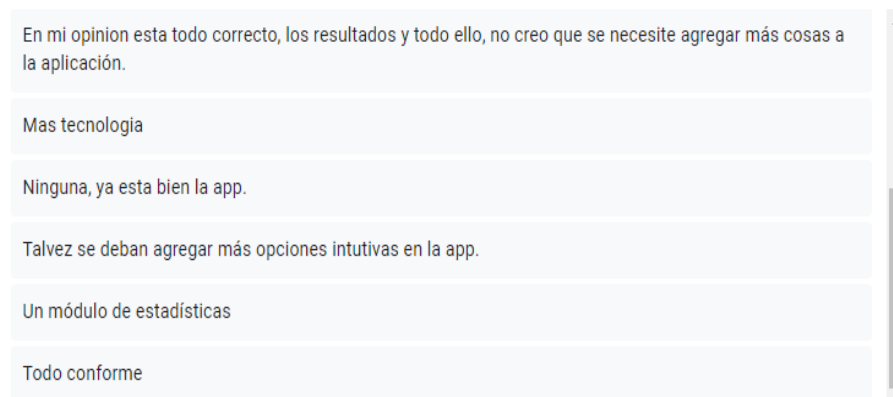 En mi opinion esta todo correcto, los resultados y todo ello, no creo que se necesite agregar más cosas a
la aplicación.
Mas tecnologia
Ninguna, ya esta bien la app.
Talvez se deban agregar más opciones intutivas en la app.
Un módulo de estadísticas
Todo conforme